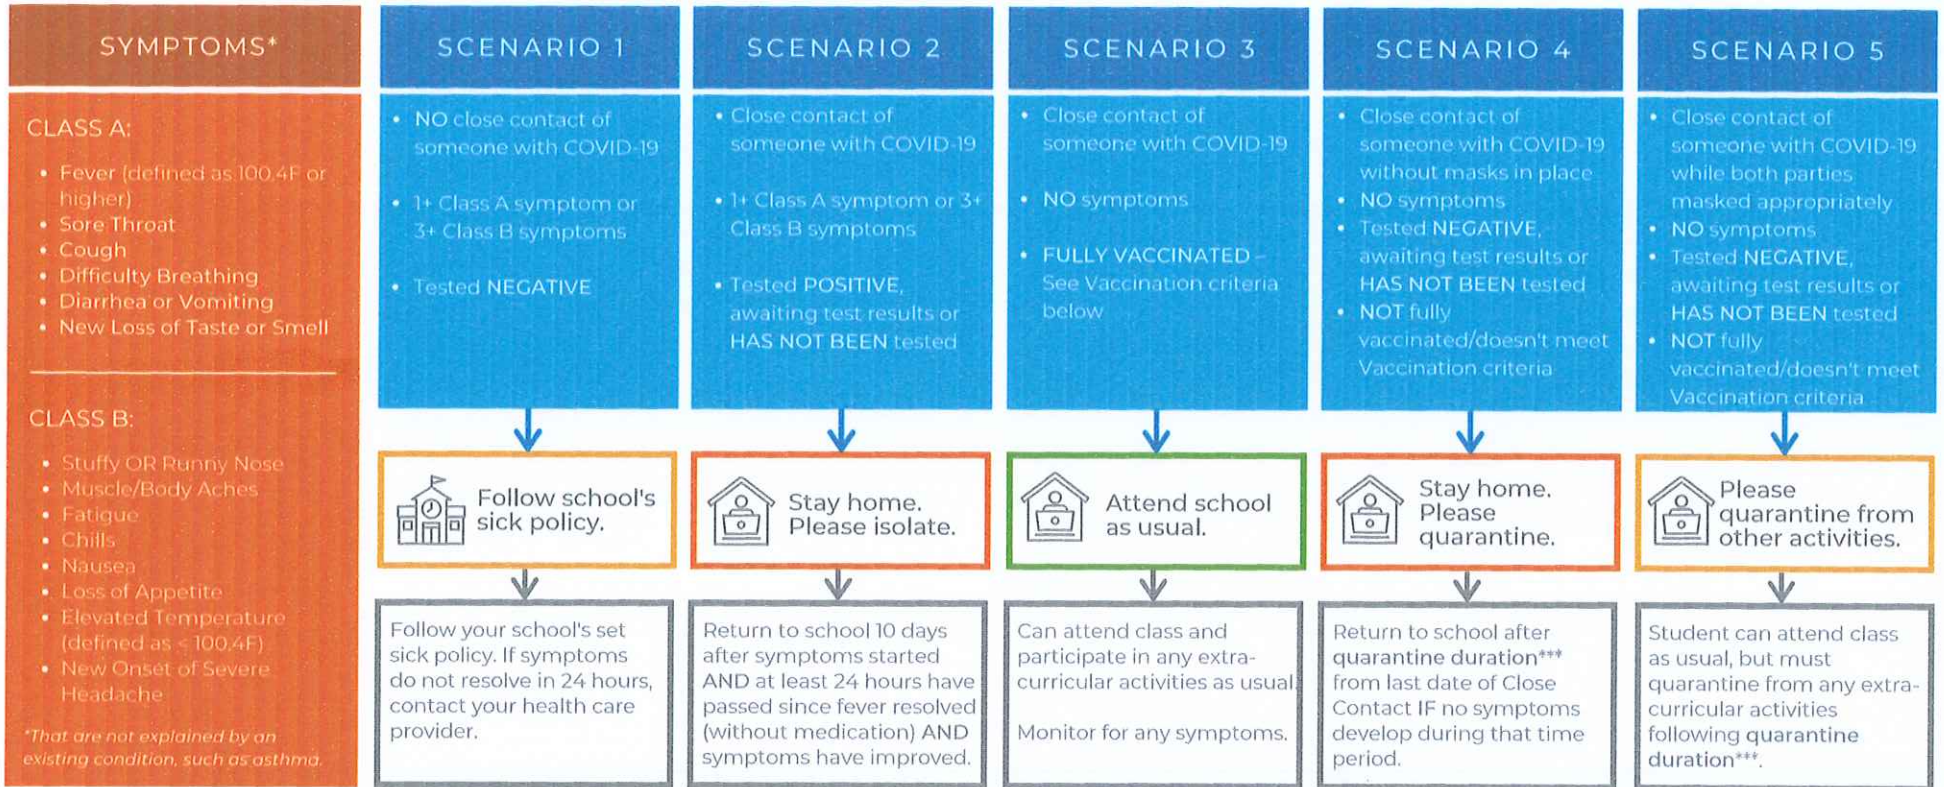 SYMPTOMS*
CLASS A:
• Fever (defined as 100.4F or
higher)
• Sore Throat
• Cough
• Difficulty Breathing
• Diarrhea or Vomiting
• New Loss of Taste or Smell
CLASS B:
• Stuffy OR Runny Nose
• Muscle/Body Aches
• Fatigue
• Chills
• Nausea
• Loss of Appetite
• Elevated Temperature
(defined as < 100.4F)
• New Onset of Severe
Headache
*That are not explained by an
existing condition, such as asthma.
SCENARIO 1
• NO close contact of
someone with COVID-19
• 1+ Class A symptom or
3+ Class B symptoms
• Tested NEGATIVE
Follow school's
sick policy.
Follow your school's set
sick policy. If symptoms
do not resolve in 24 hours,
contact your health care
provider.
SCENARIO 2
• Close contact of
someone with COVID-19
• 1+ Class A symptom or 3+
Class B symptoms
• Tested POSITIVE,
awaiting test results or
HAS NOT BEEN tested
Stay home.
Please isolate.
Return to school 10 days
after symptoms started
AND at least 24 hours have
passed since fever resolved
(without medication) AND
symptoms have improved.
SCENARIO 3
• Close contact of
someone with COVID-19
• NO symptoms
• FULLY VACCINATED –
See Vaccination criteria
below
Attend school
as usual.
Can attend class and
participate in any extra-
curricular activities as usual
Monitor for any symptoms.
SCENARIO 4
• Close contact of
someone with COVID-19
without masks in place
• NO symptoms
• Tested NEGATIVE,
awaiting test results or
HAS NOT BEEN tested
• NOT fully
vaccinated/doesn't meet
Vaccination criteria
Stay home.
Please
quarantine.
Return to school after
quarantine duration***
from last date of Close
Contact IF no symptoms
develop during that time
period.
SCENARIO 5
• Close contact of
someone with COVID-19
while both parties
masked appropriately
• NO symptoms
• Tested NEGATIVE,
awaiting test results or
HAS NOT BEEN tested
• NOT fully
vaccinated/doesn't meet
Vaccination criteria
Please
quarantine from
other activities.
Student can attend class
as usual, but must
quarantine from any extra-
curricular activities
following quarantine
duration***.